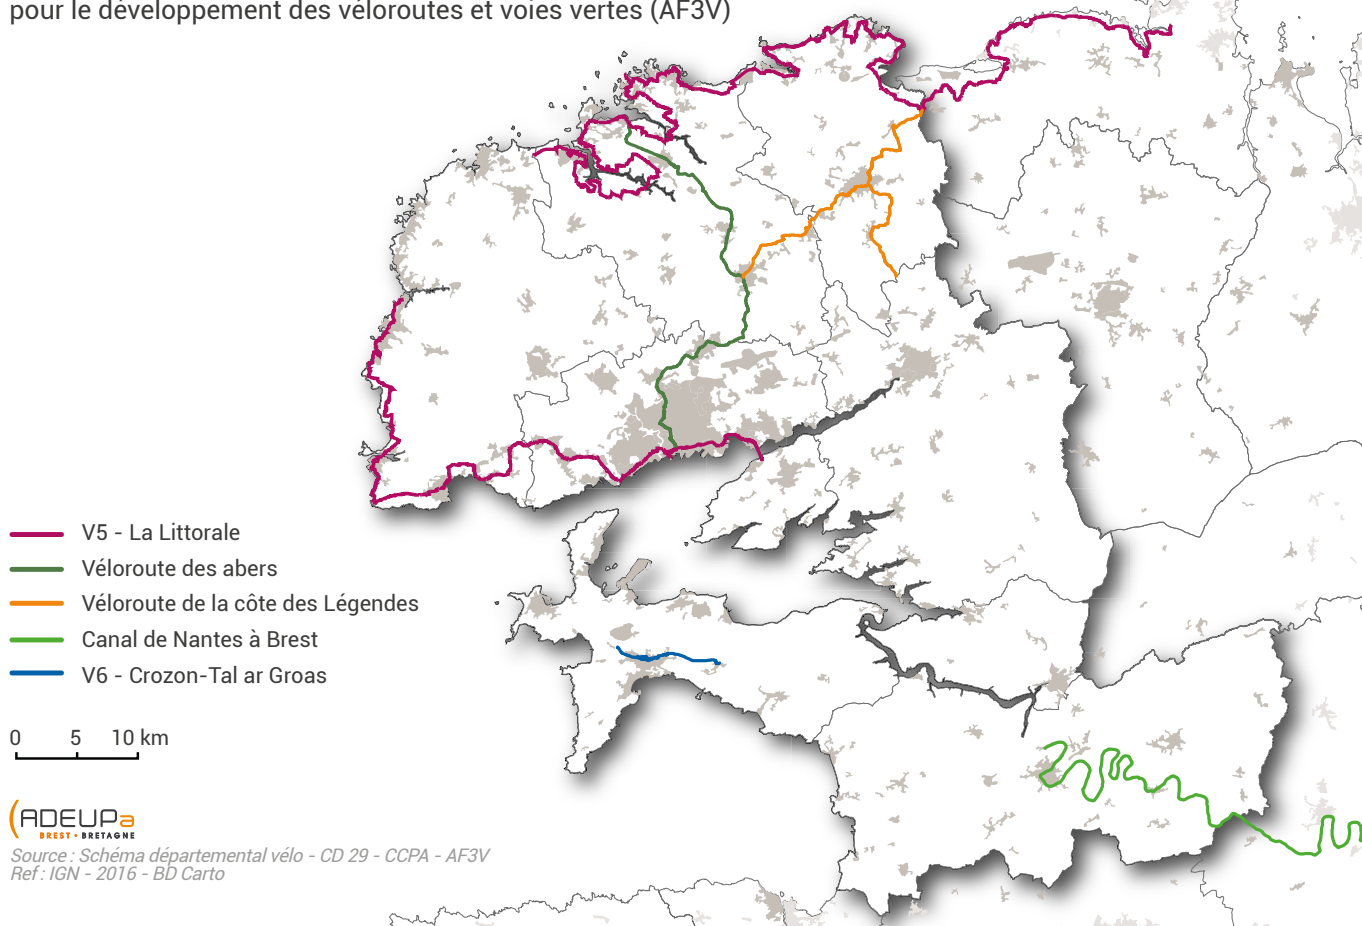 pour le développement des véloroutes et voies vertes (AF3V)
V5 - La Littorale
Véloroute des abers
Véloroute de la côte des Légendes
Canal de Nantes à Brest
V6 - Crozon-Tal ar Groas
0 5 10 km
ADEUPa
BREST • BRETAGNE
Source : Schéma départemental vélo - CD 29 - CCPA - AF3V
Ref : IGN - 2016 - BD Carto